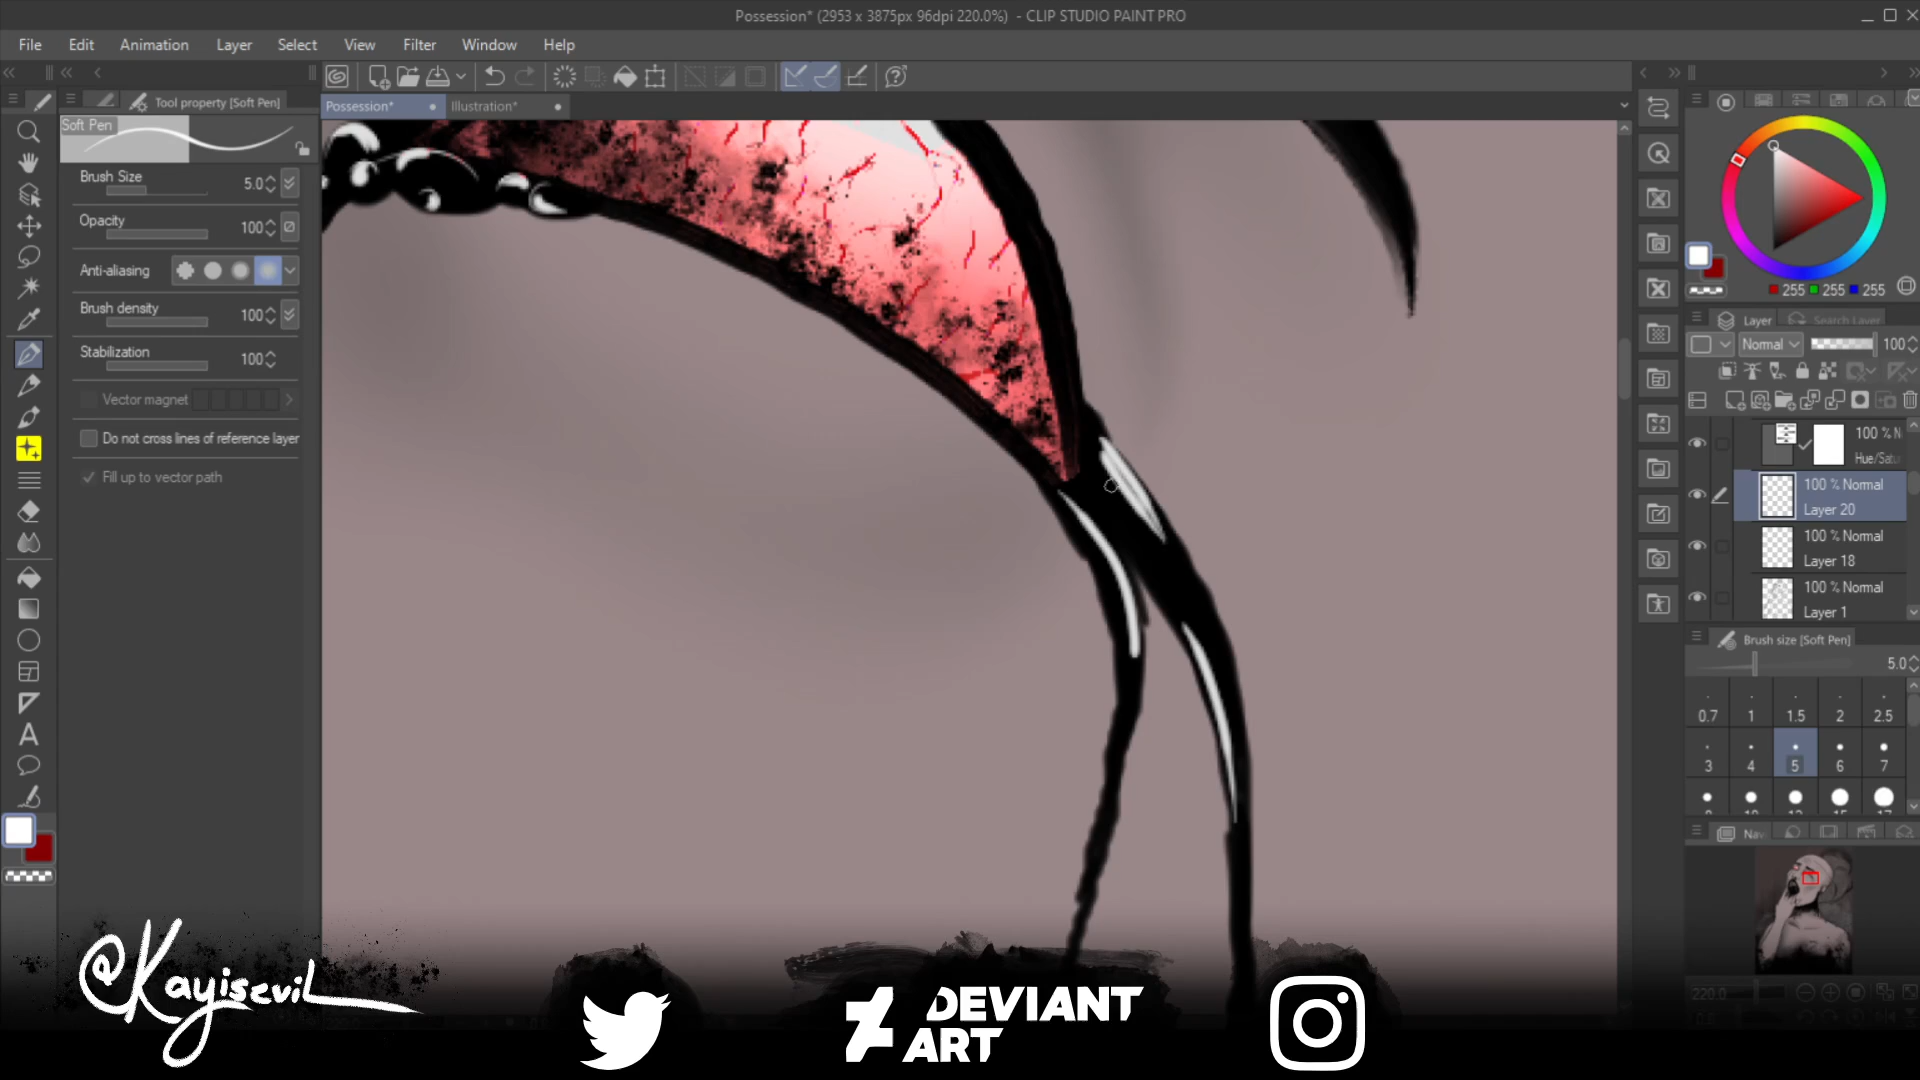 Possession* (2953 x 3875px 96dpi 220.0%) - CLIP STUDIO PAINT PRO
File Edit Animation Layer Select View Filter Window Help
Tool property [Soft Pen]
Possession* Illustration*
Soft Pen
Brush Size 5.0
Opacity 100
Anti-aliasing
Brush density 100
Stabilization 100
Vector magnet
Do not cross lines of reference layer
Fill up to vector path
255 255 255
Layer Search Layer
Normal 100
100 % N
Hue/Satu
100 % Normal
Layer 20
100 % Normal
Layer 18
100 % Normal
Layer 1
Brush size [Soft Pen]
5.0
0.7 1 1.5 2 2.5
3 4 5 6 7
Nav
220.0
@Kayisevil
DEVIANT
ART